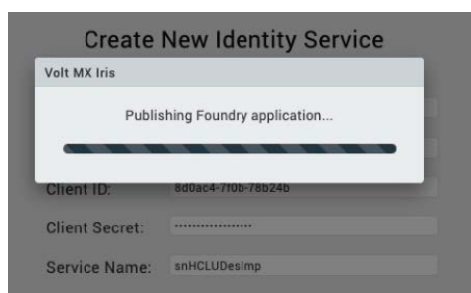 Create New Identity Service
Volt MX Iris
Publishing Foundry application...
Client ID: 8d0ac4-7f0b-78b24b
Client Secret: ··················
Service Name: snHCLUDesimp